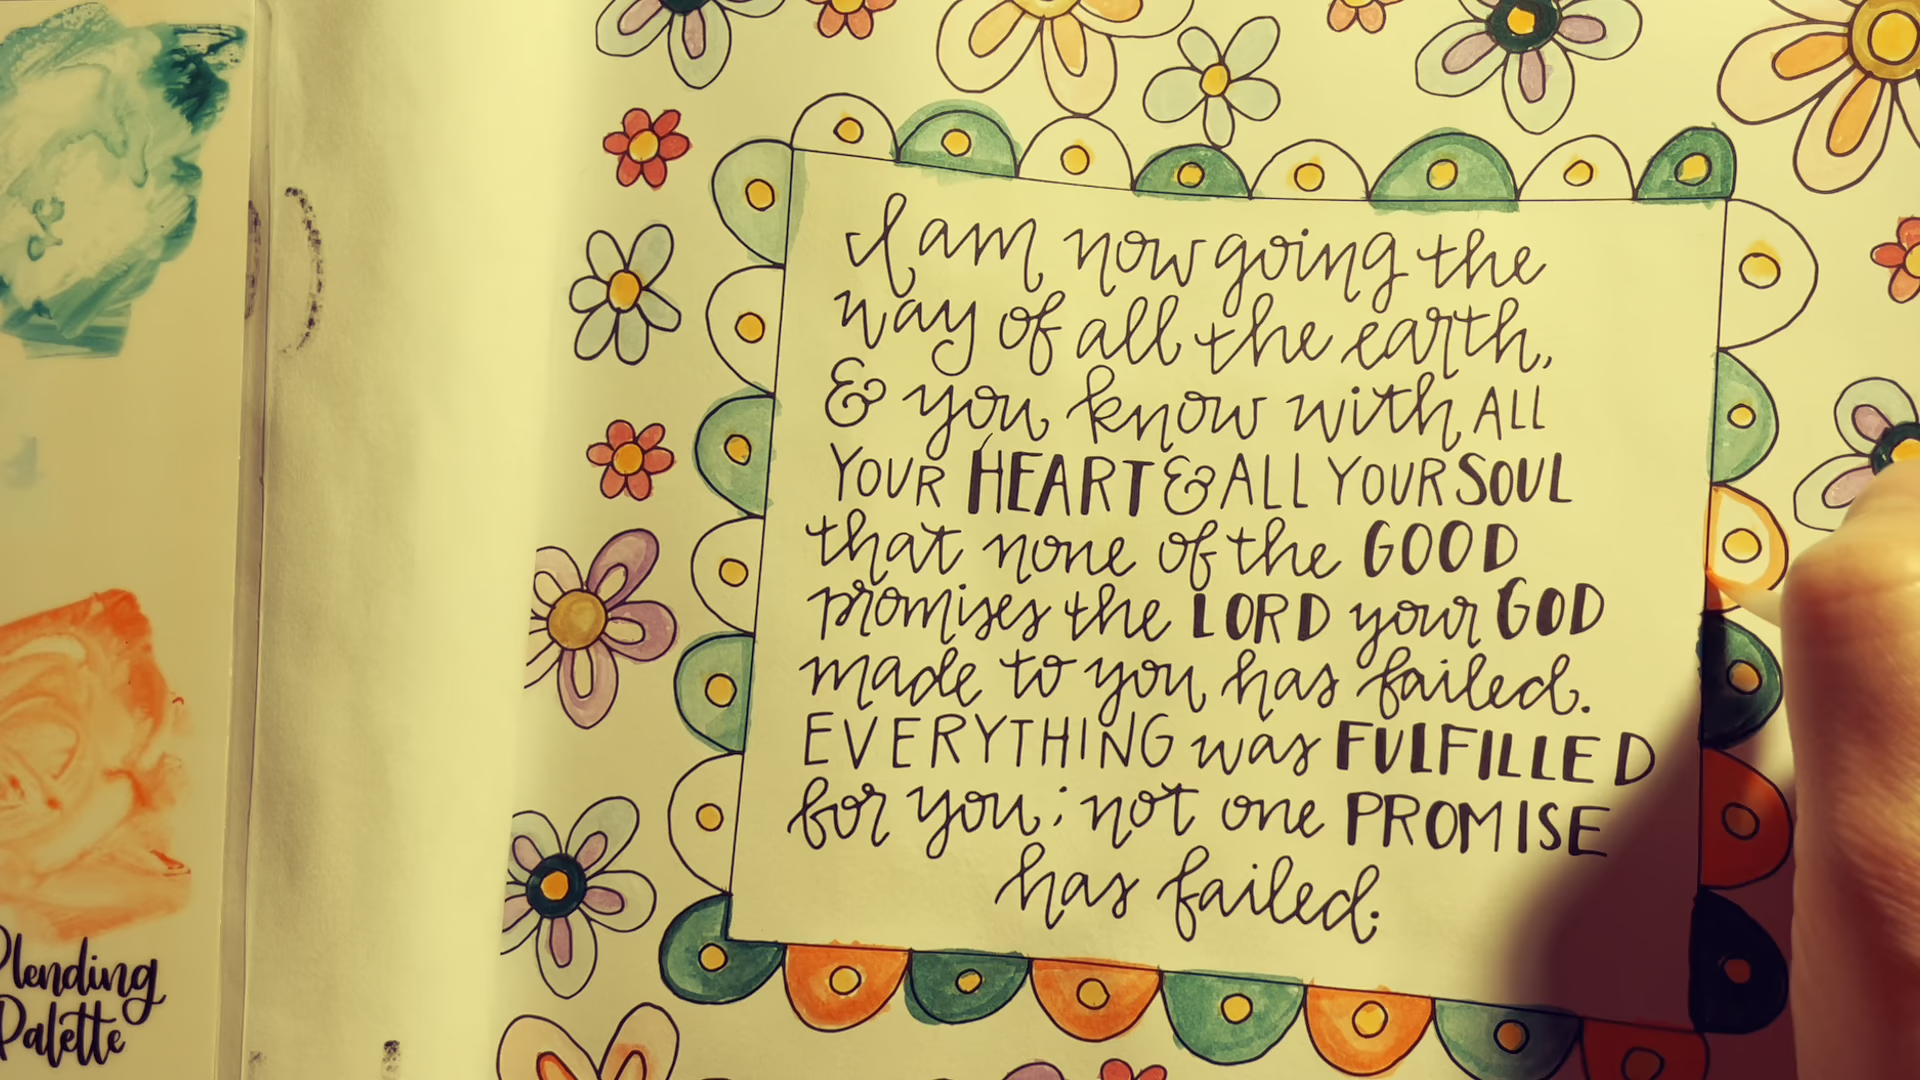 I am now going the
way of all the earth,
& you know with ALL
YOUR HEART & ALL YOUR SOUL
that none of the GOOD
promises the LORD your GOD
made to you has failed.
EVERYTHING was FULFILLED
for you; not one PROMISE
has failed.
Blending
Palette